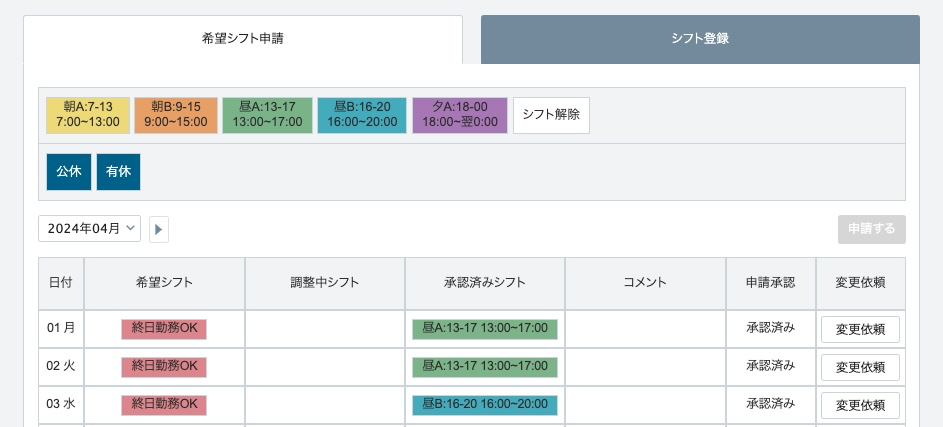 希望シフト申請
シフト登録
朝A:7-13
7:00~13:00
朝B:9-15
9:00~15:00
昼A:13-17
13:00~17:00
昼B:16-20
16:00~20:00
夕A:18-00
18:00~翌0:00
シフト解除
公休
有休
2024年04月
申請する
日付 希望シフト 調整中シフト 承認済みシフト コメント 申請承認 変更依頼
01 月 終日勤務OK 昼A:13-17 13:00~17:00 承認済み 変更依頼
02 火 終日勤務OK 昼A:13-17 13:00~17:00 承認済み 変更依頼
03 水 終日勤務OK 昼B:16-20 16:00~20:00 承認済み 変更依頼